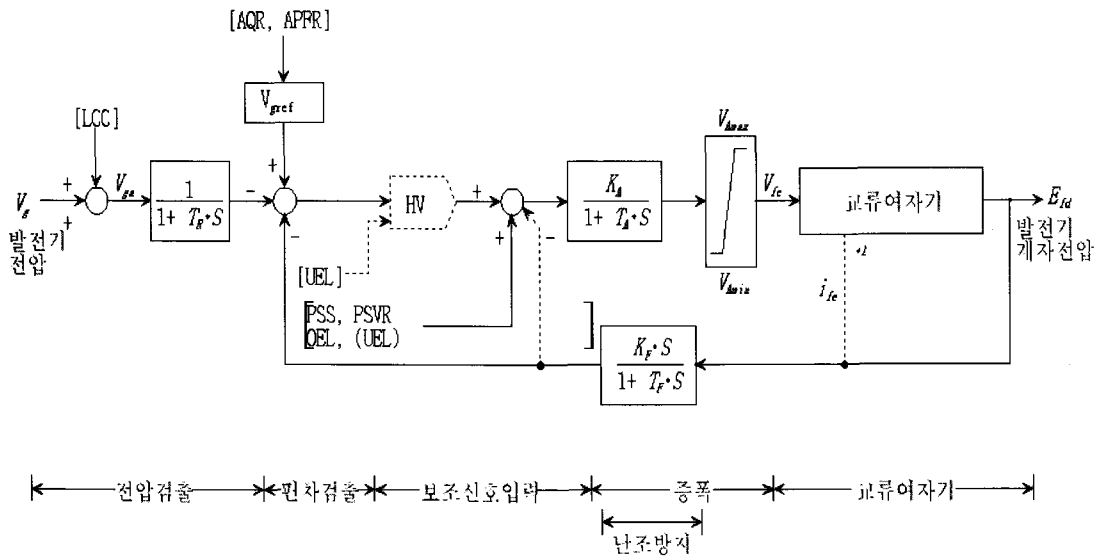 [AQR, APFR]
V_gref
[LCC]
V_g
발전기
전압
+
+
V_ga
1
1+ T_R·S
-
+
-
HV
[UEL]
PSS, PSVR
OEL, (UEL)
+
+
-
K_A
1+ T_A·S
V_Amax
V_Amin
V_fe
교류여자기
*1
i_fe
E_fd
발전기
계자전압
K_F·S
1+ T_F·S
전압검출
편차검출
보조신호입력
증폭
교류여자기
난조방지